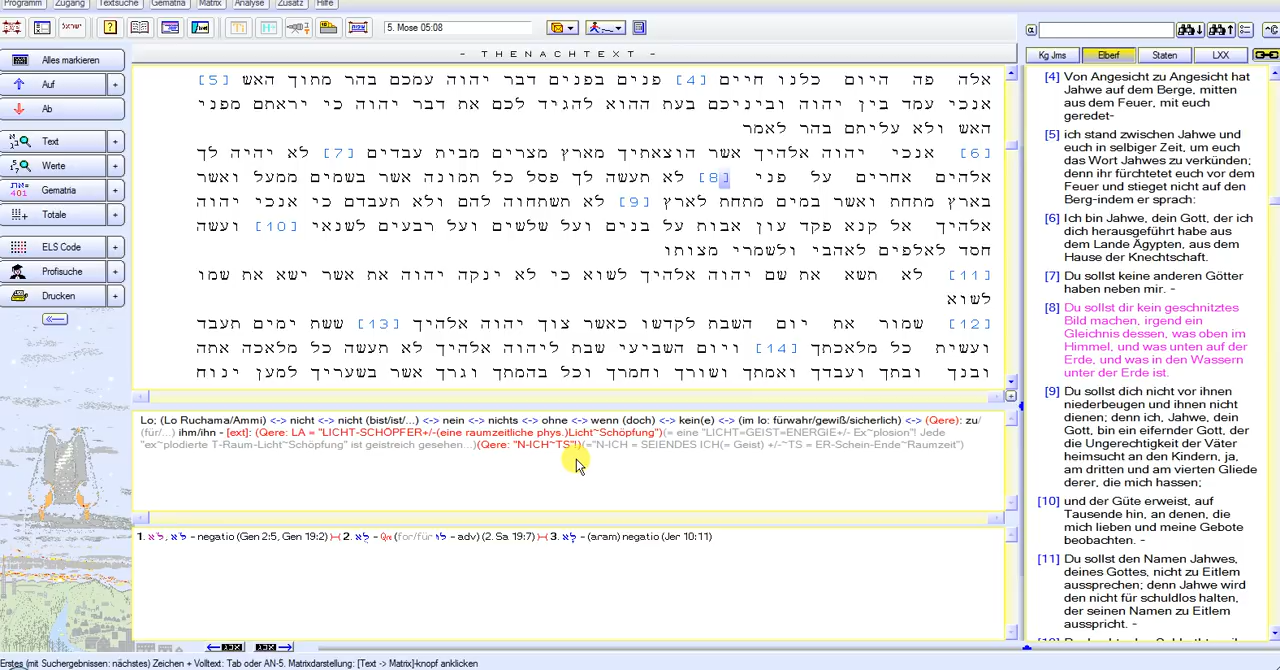 Programm Zugang Textsuche Gematria Matrix Analyse Zusatz Hilfe
5. Mose 05:08
Alles markieren
Auf +
Ab
Text +
Werte +
Gematria +
Totale +
ELS Code +
Profisuche +
Drucken +
- THENACHTEXT -
אלה פה היום כלנו חיים [4] פנים בפנים דבר יהוה עמכם בהר מתוך האש [5]
אנכי עמד בין יהוה וביניכם בעת ההוא להגיד לכם את דבר יהוה כי יראתם מפני
האש ולא עליתם בהר לאמר
[6] אנכי יהוה אלהיך אשר הוצאתיך מארץ מצרים מבית עבדים [7] לא יהיה לך
אלהים אחרים על פני [8] לא תעשה לך פסל כל תמונה אשר בשמים ממעל ואשר
בארץ מתחת ואשר במים מתחת לארץ [9] לא תשתחוה להם ולא תעבדם כי אנכי יהוה
אלהיך אל קנא פקד עון אבות על בנים ועל שלשים ועל רבעים לשנאי [10] ועשה
חסד לאלפים לאהבי ולשמרי מצותו
[11] לא תשא את שם יהוה אלהיך לשוא כי לא ינקה יהוה את אשר ישא את שמו
לשוא
[12] שמור את יום השבת לקדשו כאשר צוך יהוה אלהיך [13] ששת ימים תעבד
ועשית כל מלאכתך [14] ויום השביעי שבת ליהוה אלהיך לא תעשה כל מלאכה אתה
ובנך ובתך ועבדך ואמתך ושורך וחמרך וכל בהמתך וגרך אשר בשעריך למען ינוח
Lo; (Lo Ruchama/Ammi) <-> nich <-> nicht (bist/ist/...) <-> nein <-> nichts <-> ohne <-> wenn (doch) <-> kein(e) <-> (im lo: fürwahr/gewiß/sicherlich) <-> (Qere): zu/
(für/...) ihm/ihn - [ext]: (Qere: LA = "LICHT-SCHÖPFER+/-(eine raumzeitliche phys.)Licht~Schöpfung")(= eine "LICHT=GEIST=ENERGIE+/- Ex~plosion"! Jede
"ex~plodierte T-Raum-Licht~Schöpfung" ist geistreich gesehen...)(Qere: "N-ICH~TS"!)(="N-ICH = SEIENDES ICH(= Geist) +/-~TS = ER-Schein-Ende~Raumzeit")
1. לֹא, לֹא – negatio (Gen 2:5, Gen 19:2) 2. לֻא – Qre (for/für לוּ – adv) (2. Sa 19:7) 3. לָא – (aram) negatio (Jer 10:11)
Kg Jms Elberf Staten LXX
[4] Von Angesicht zu Angesicht hat
Jahwe auf dem Berge, mitten
aus dem Feuer, mit euch
geredet-
[5] ich stand zwischen Jahwe und
euch in selbiger Zeit, um euch
das Wort Jahwes zu verkünden;
denn ihr fürchtetet euch vor dem
Feuer und stieget nicht auf den
Berg-indem er sprach:
[6] Ich bin Jahwe, dein Gott, der ich
dich herausgeführt habe aus
dem Lande Ägypten, aus dem
Hause der Knechtschaft.
[7] Du sollst keine anderen Götter
haben neben mir. -
[8] Du sollst dir kein geschnitztes
Bild machen, irgend ein
Gleichnis dessen, was oben im
Himmel, und was unten auf der
Erde, und was in den Wassern
unter der Erde ist.
[9] Du sollst dich nicht vor ihnen
niederbeugen und ihnen nicht
dienen; denn ich, Jahwe, dein
Gott, bin ein eifernder Gott, der
die Ungerechtigkeit der Väter
heimsucht an den Kindern, ja,
am dritten und am vierten Gliede
derer, die mich hassen;
[10] und der Güte erweist, auf
Tausende hin, an denen, die
mich lieben und meine Gebote
beobachten. -
[11] Du sollst den Namen Jahwes,
deines Gottes, nicht zu Eitlem
aussprechen; denn Jahwe wird
den nicht für schuldlos halten,
der seinen Namen zu Eitlem
ausspricht. -
Erstes (mit Suchergebnissen: nächstes) Zeichen + Volltext: Tab oder AN-5. Matrixdarstellung: [Text -> Matrix]-knopf anklicken